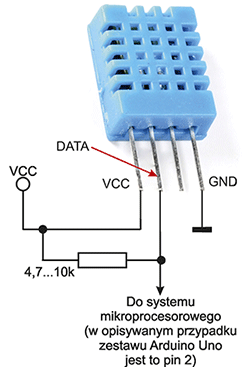 DATA
VCC
VCC
GND
4,7...10k
Do systemu
mikroprocesorowego
(w opisywanym przypadku
zestawu Arduino Uno
jest to pin 2)